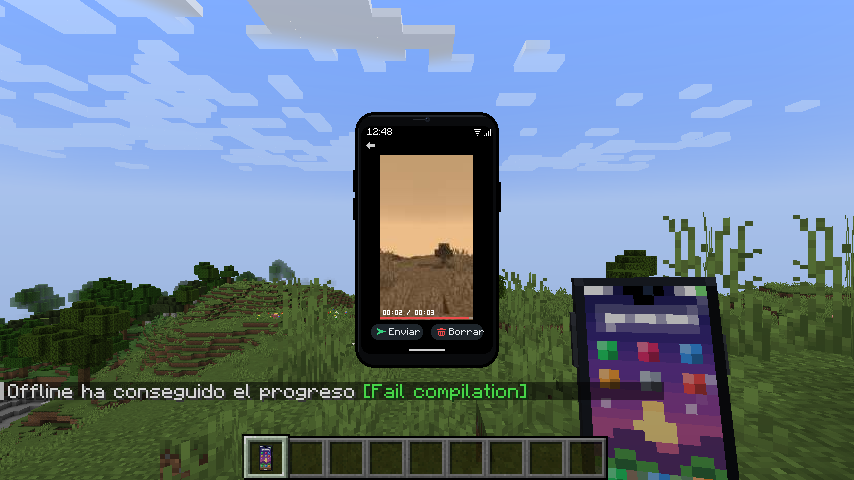 12:48
00:02 / 00:03
Enviar
Borrar
Offline ha conseguido el progreso [Fail compilation]